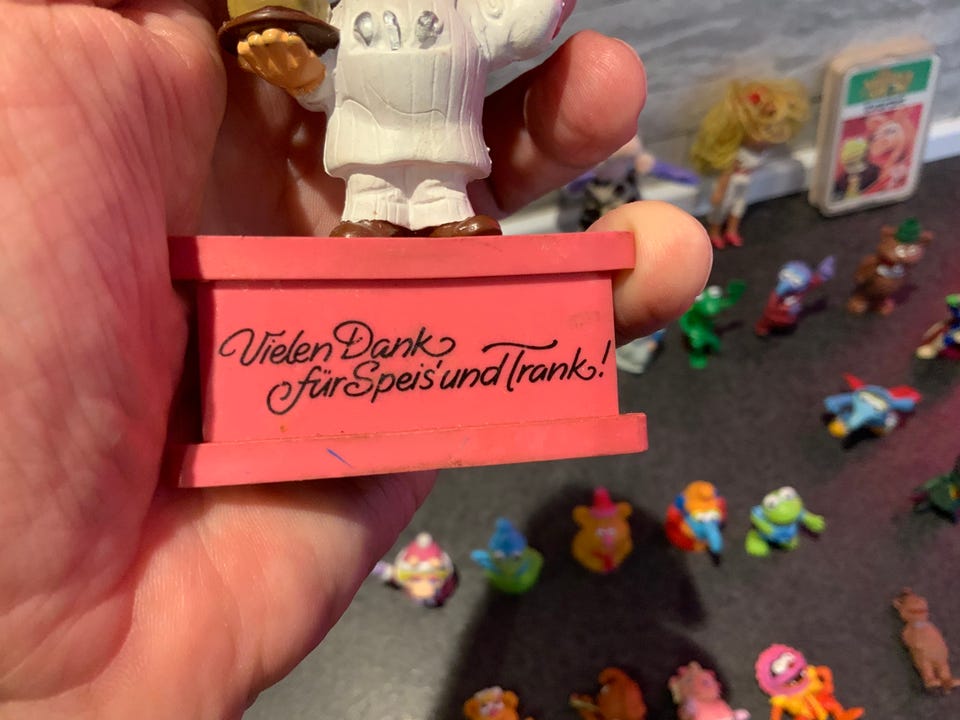 Vielen Dank
für Speis' und Trank!